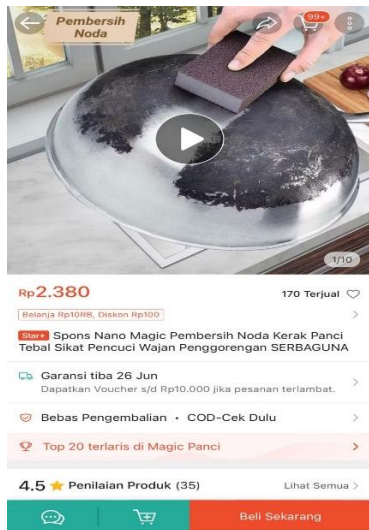 Pembersih
Noda
99+
1/10
Rp2.380
170 Terjual
Belanja Rp10RB, Diskon Rp100
Star+ Spons Nano Magic Pembersih Noda Kerak Panci
Tebal Sikat Pencuci Wajan Penggorengan SERBAGUNA
Garansi tiba 26 Jun
Dapatkan Voucher s/d Rp10.000 jika pesanan terlambat.
Bebas Pengembalian • COD-Cek Dulu
Top 20 terlaris di Magic Panci
4.5 Penilaian Produk (35)
Lihat Semua
Beli Sekarang